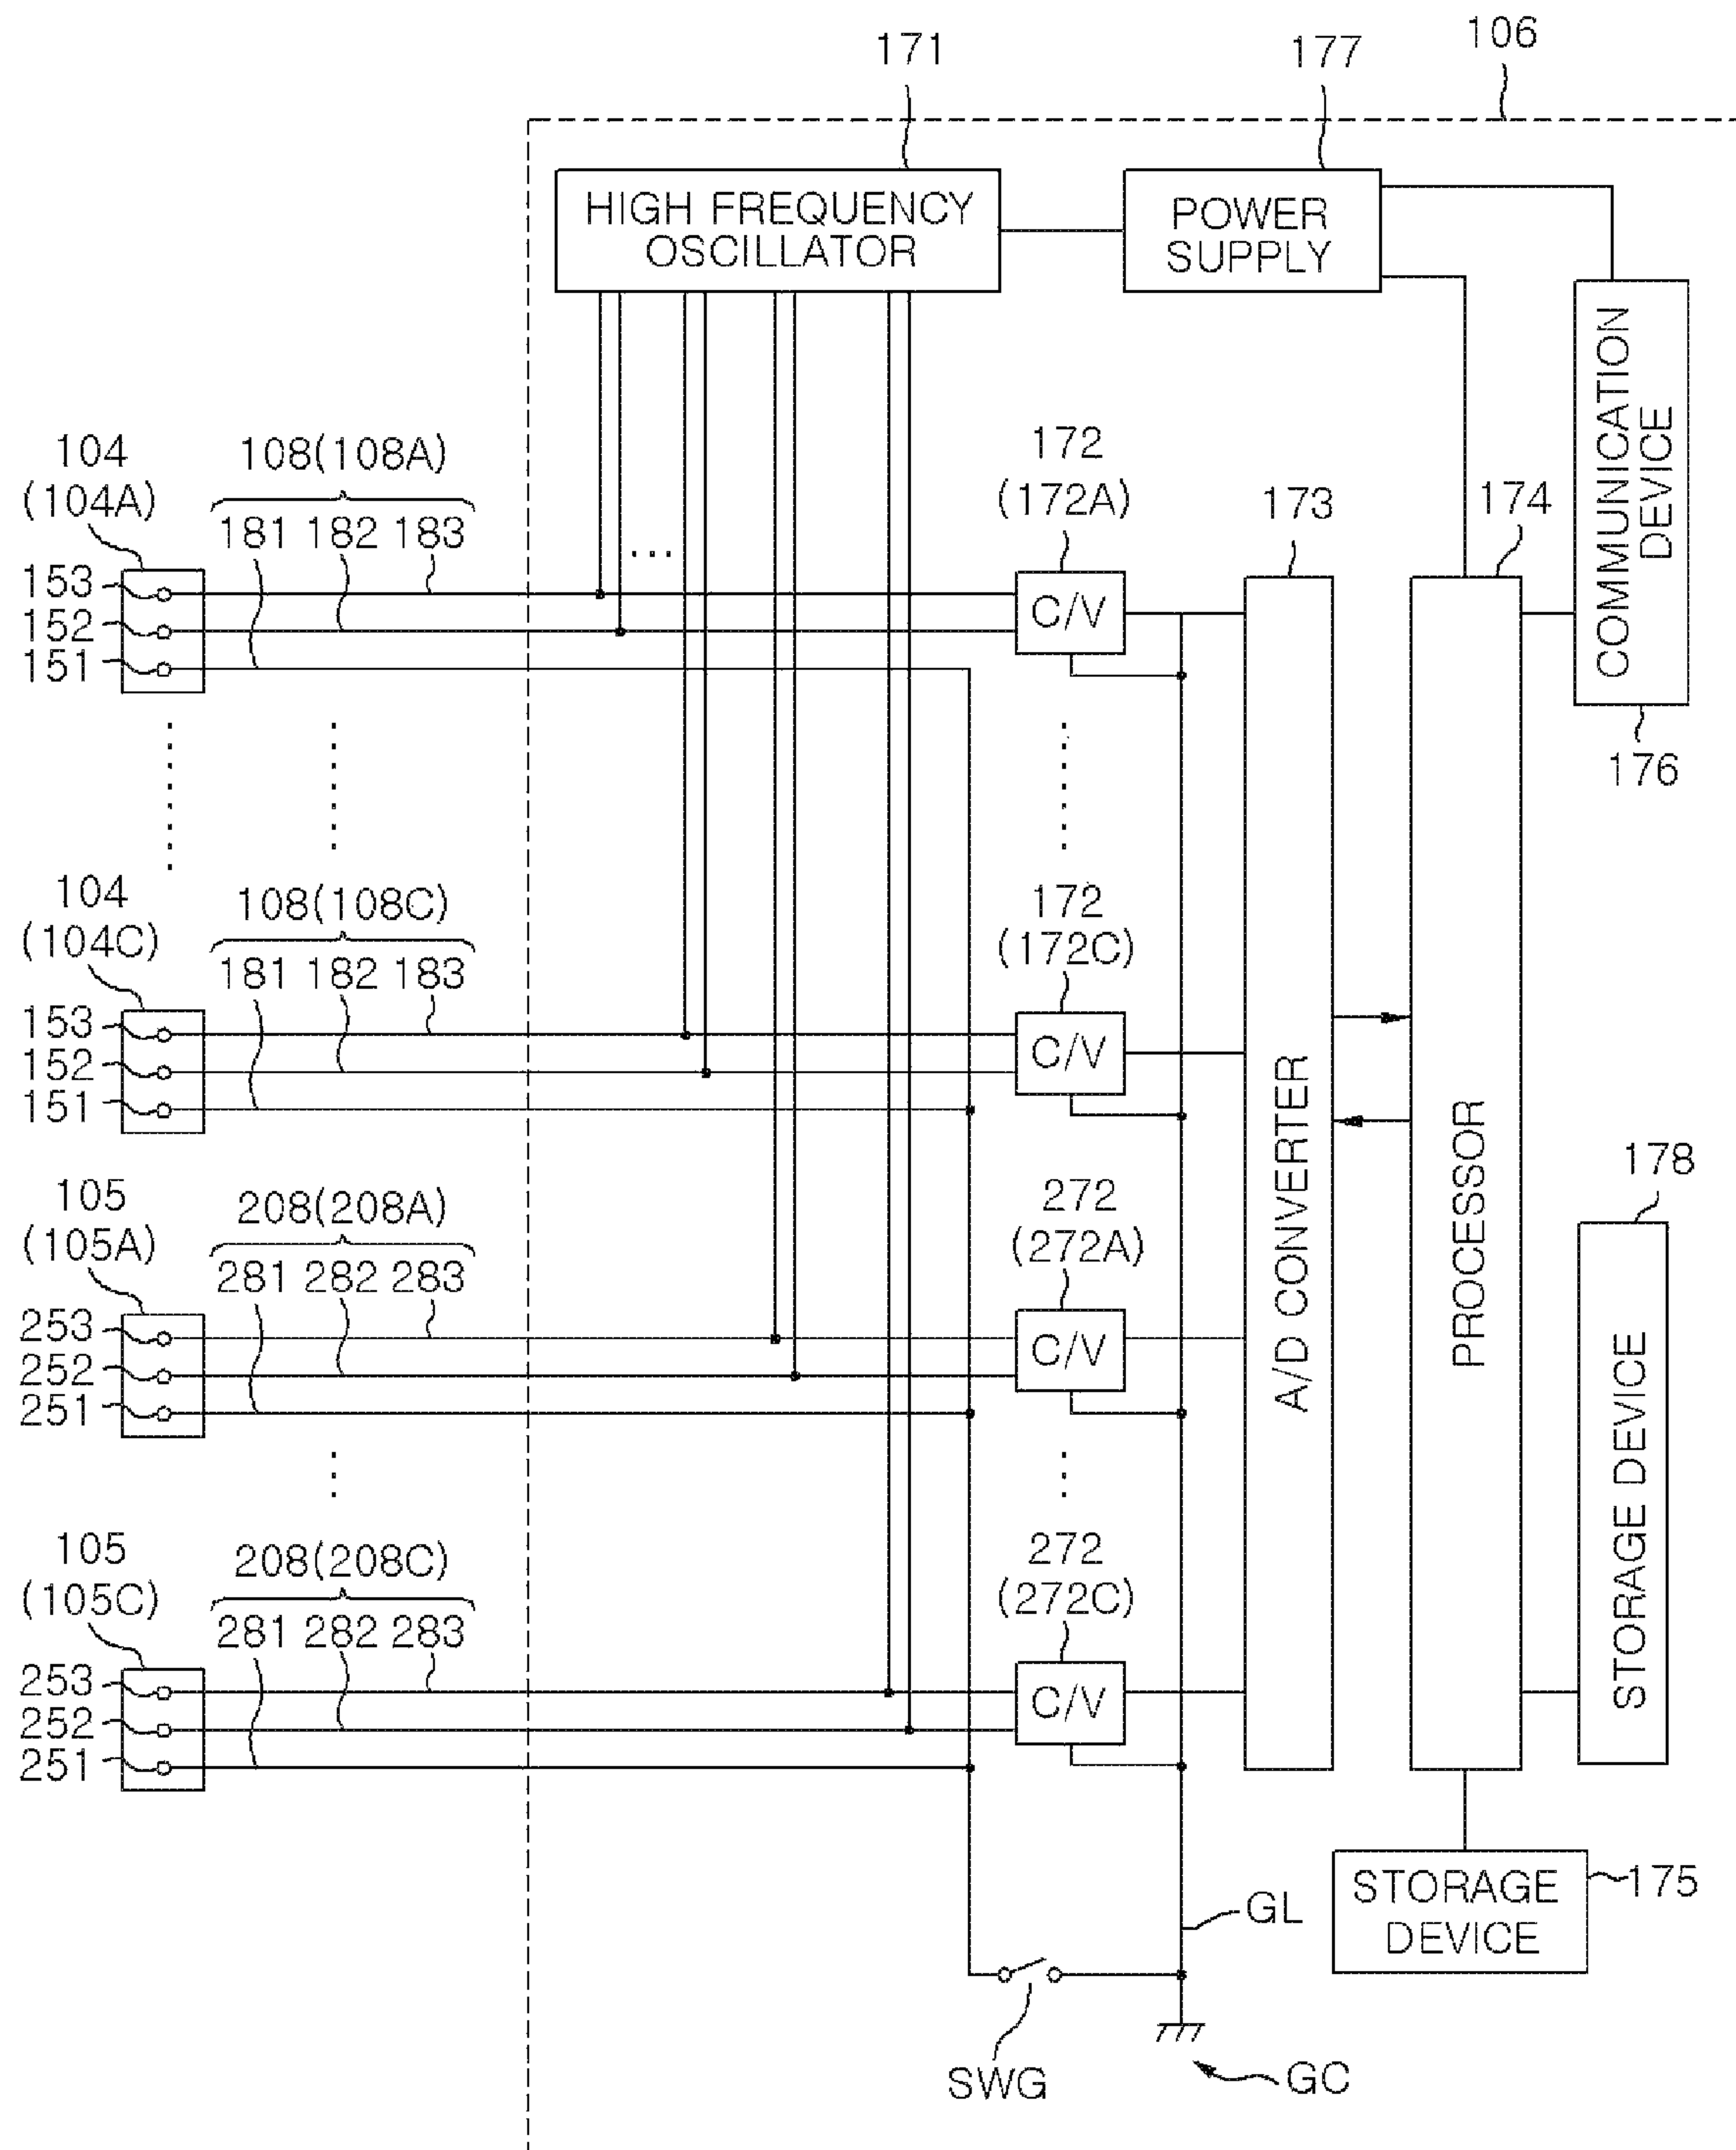 106
171
177
HIGH FREQUENCY
OSCILLATOR
POWER
SUPPLY
COMMUNICATION
DEVICE
176
104
(104A)
108(108A)
181 182 183
...
153
152
151
172
(172A)
C/V
173
174
104
(104C)
108(108C)
181 182 183
153
152
151
172
(172C)
C/V
A/D CONVERTER
PROCESSOR
178
STORAGE DEVICE
105
(105A)
208(208A)
281 282 283
253
252
251
272
(272A)
C/V
105
(105C)
208(208C)
281 282 283
253
252
251
272
(272C)
C/V
STORAGE
DEVICE
175
GL
SWG
GC